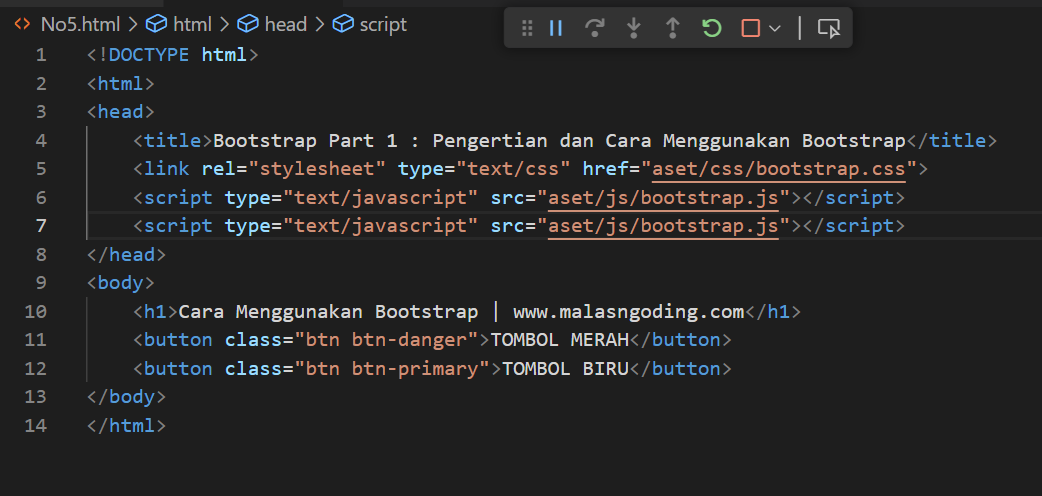 No5.html > html > head > script
1 <!DOCTYPE html>
2 <html>
3 <head>
4 <title>Bootstrap Part 1 : Pengertian dan Cara Menggunakan Bootstrap</title>
5 <link rel="stylesheet" type="text/css" href="aset/css/bootstrap.css">
6 <script type="text/javascript" src="aset/js/bootstrap.js"></script>
7 <script type="text/javascript" src="aset/js/bootstrap.js"></script>
8 </head>
9 <body>
10 <h1>Cara Menggunakan Bootstrap | www.malasngoding.com</h1>
11 <button class="btn btn-danger">TOMBOL MERAH</button>
12 <button class="btn btn-primary">TOMBOL BIRU</button>
13 </body>
14 </html>